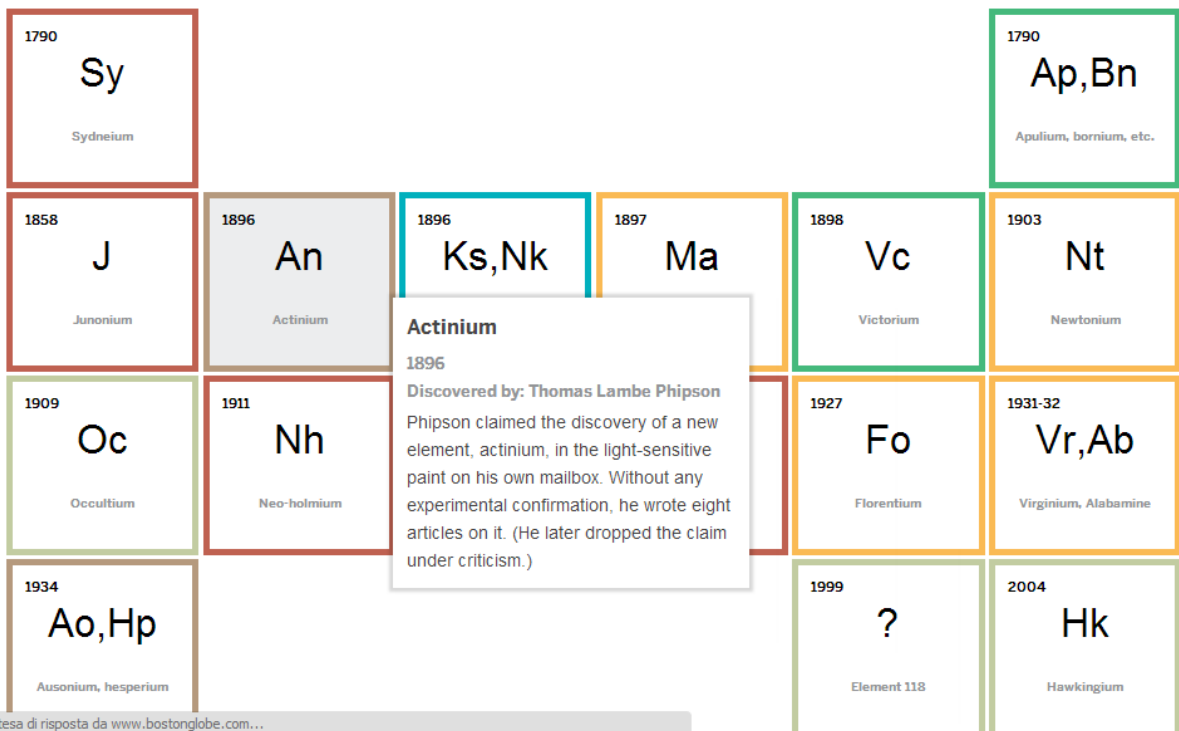 1790
Sy
Sydneium
1790
Ap,Bn
Apulium, bornium, etc.
1858
J
Junonium
1896
An
Actinium
1896
Ks,Nk
1897
Ma
1898
Vc
Victorium
1903
Nt
Newtonium
Actinium
1896
Discovered by: Thomas Lambe Phipson
Phipson claimed the discovery of a new
element, actinium, in the light-sensitive
paint on his own mailbox. Without any
experimental confirmation, he wrote eight
articles on it. (He later dropped the claim
under criticism.)
1909
Oc
Occultium
1911
Nh
Neo-holmium
1927
Fo
Florentium
1931-32
Vr,Ab
Virginium, Alabamine
1934
Ao,Hp
Ausonium, hesperium
1999
?
Element 118
2004
Hk
Hawkingium
tesa di risposta da www.bostonglobe.com...